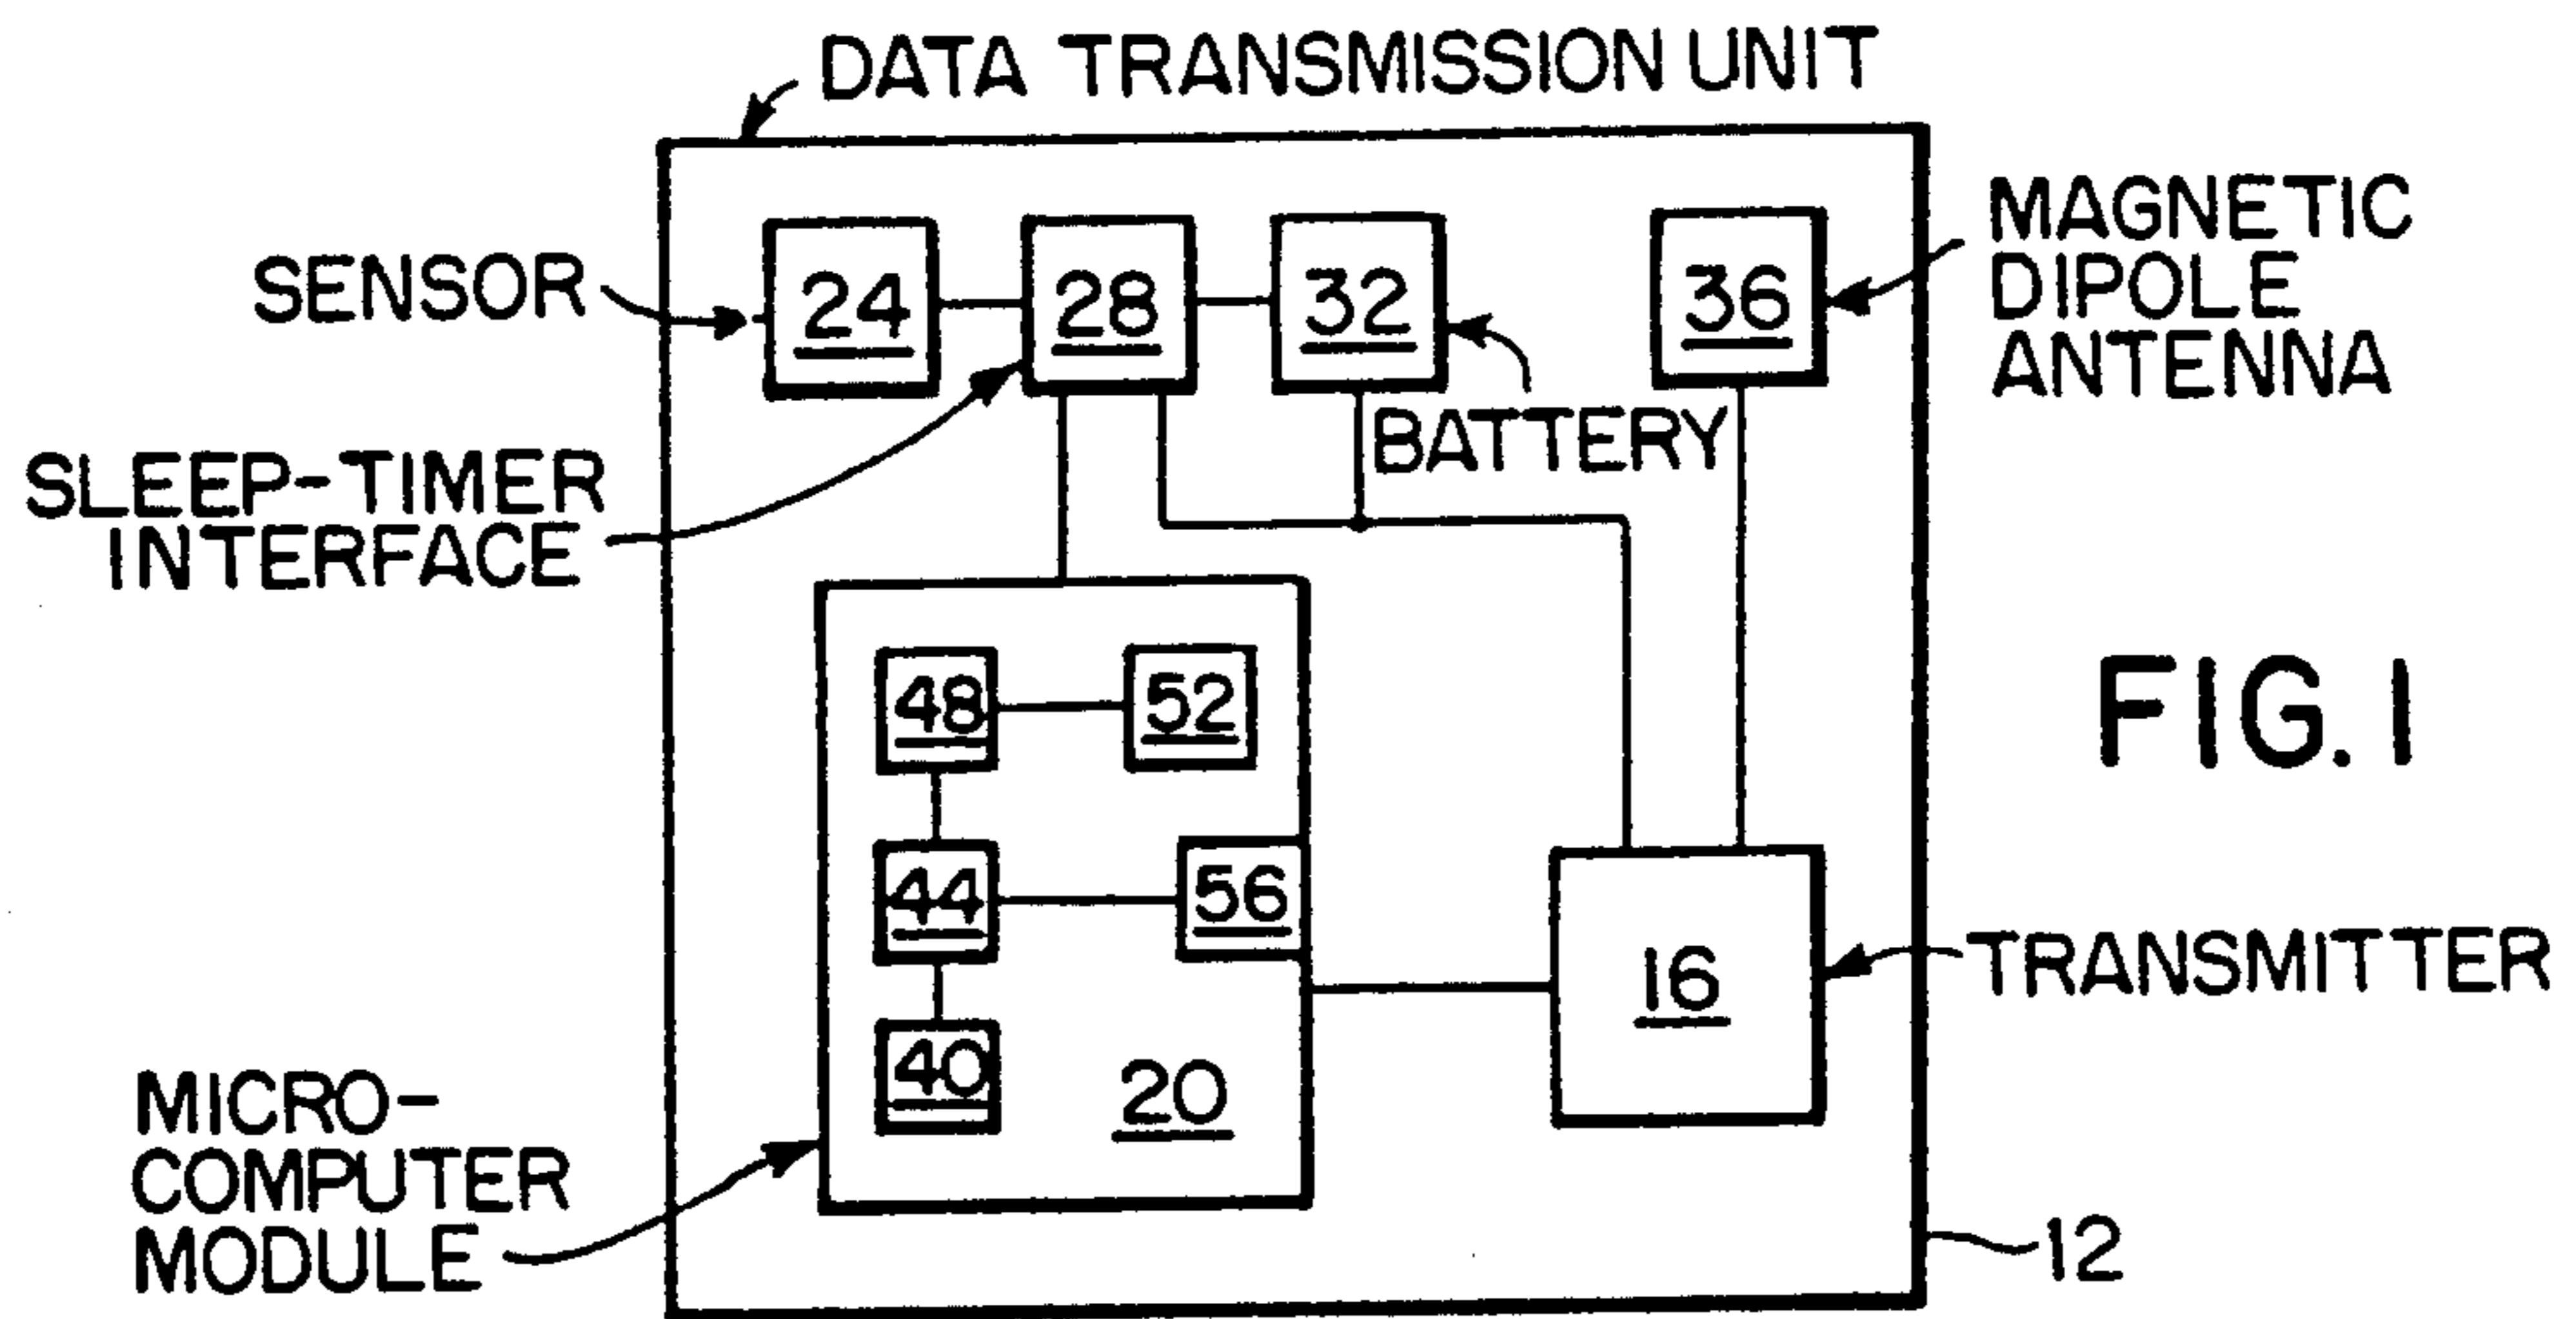 DATA TRANSMISSION UNIT
MAGNETIC
DIPOLE
ANTENNA
SENSOR
24
28
32
36
BATTERY
SLEEP-TIMER
INTERFACE
48
52
FIG. 1
44
56
16
TRANSMITTER
40
20
MICRO-
COMPUTER
MODULE
12